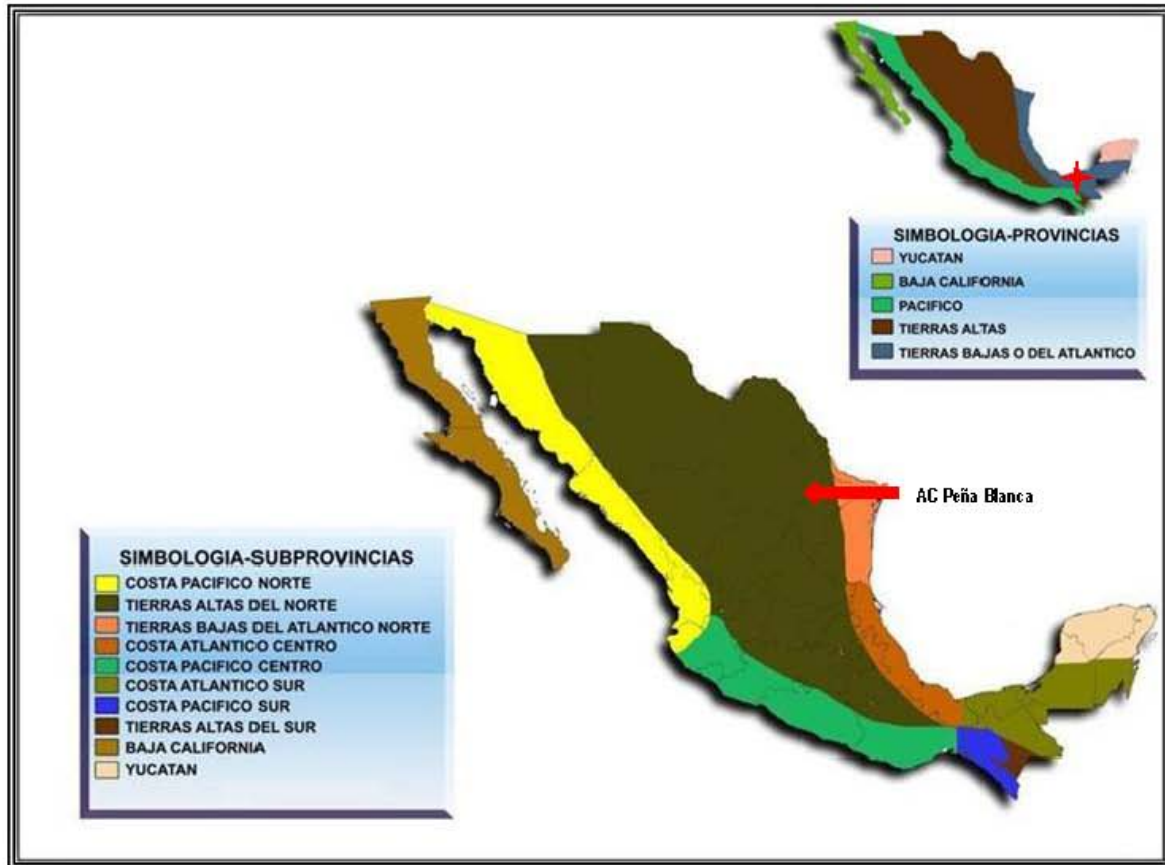 SIMBOLOGIA-PROVINCIAS
YUCATAN
BAJA CALIFORNIA
PACIFICO
TIERRAS ALTAS
TIERRAS BAJAS O DEL ATLANTICO
AC Peña Blanca
SIMBOLOGIA-SUBPROVINCIAS
COSTA PACIFICO NORTE
TIERRAS ALTAS DEL NORTE
TIERRAS BAJAS DEL ATLANTICO NORTE
COSTA ATLANTICO CENTRO
COSTA PACIFICO CENTRO
COSTA ATLANTICO SUR
COSTA PACIFICO SUR
TIERRAS ALTAS DEL SUR
BAJA CALIFORNIA
YUCATAN